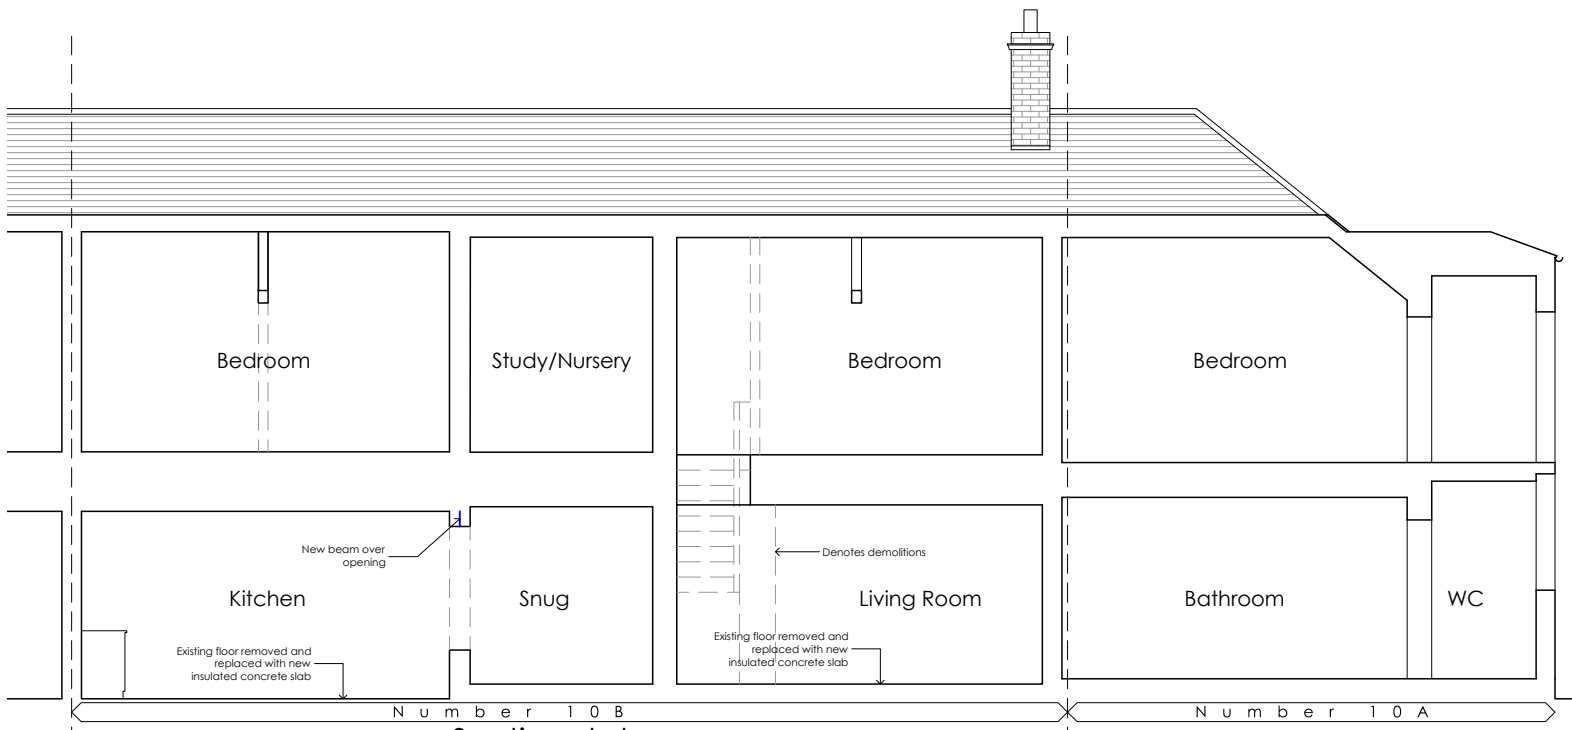 Bedroom
Study/Nursery
Bedroom
Bedroom
New beam over
opening
Denotes demolitions
Kitchen
Snug
Living Room
Bathroom
WC
Existing floor removed and
replaced with new
insulated concrete slab
Existing floor removed and
replaced with new
insulated concrete slab
Number 10B
Number 10A